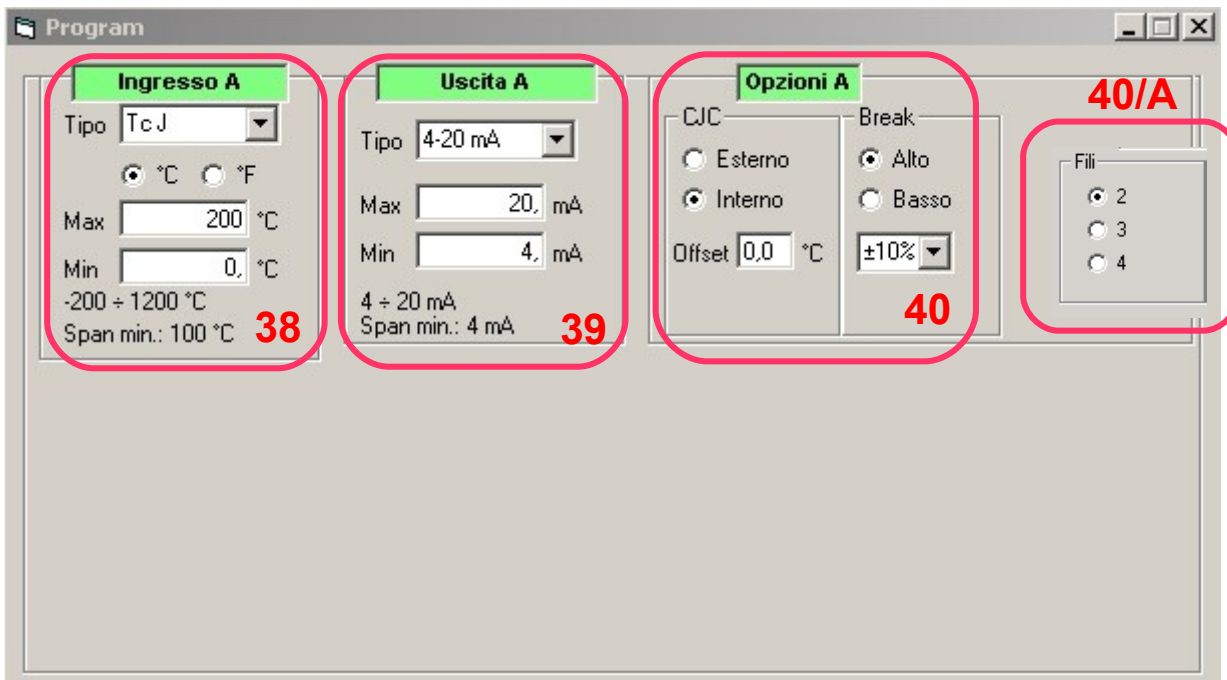 Program
Ingresso A
Tipo Tc J
°C °F
Max 200 °C
Min 0, °C
-200 ÷ 1200 °C
Span min.: 100 °C
38
Uscita A
Tipo 4-20 mA
Max 20, mA
Min 4, mA
4 ÷ 20 mA
Span min.: 4 mA
39
Opzioni A
CJC
Esterno
Interno
Offset 0,0 °C
Break
Alto
Basso
±10%
40
40/A
Fili
2
3
4